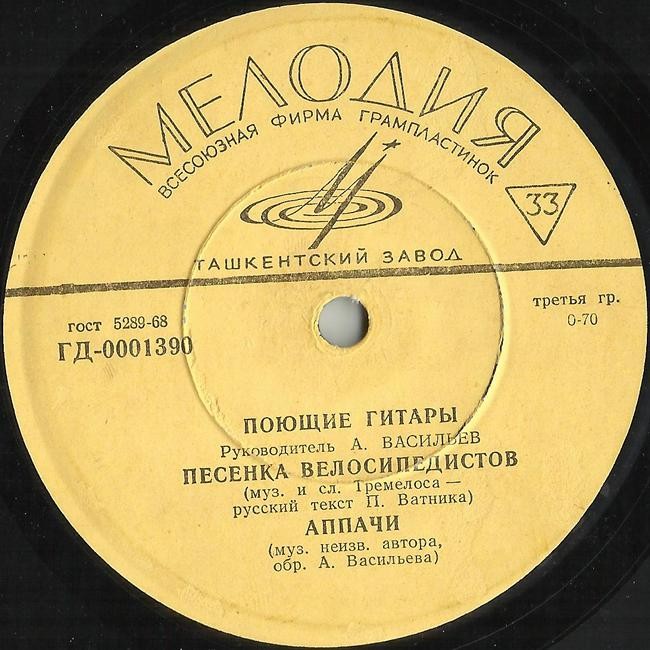 МЕЛОДИЯ
ВСЕСОЮЗНАЯ ФИРМА ГРАМПЛАСТИНОК
33
ТАШКЕНТСКИЙ ЗАВОД
гост 5289-68
третья гр.
ГД-0001390
0-70
ПОЮЩИЕ ГИТАРЫ
Руководитель А. ВАСИЛЬЕВ
ПЕСЕНКА ВЕЛОСИПЕДИСТОВ
(муз. и сл. Тремелоса —
русский текст П. Ватника)
АППАЧИ
(муз. неизв. автора,
обр. А. Васильева)